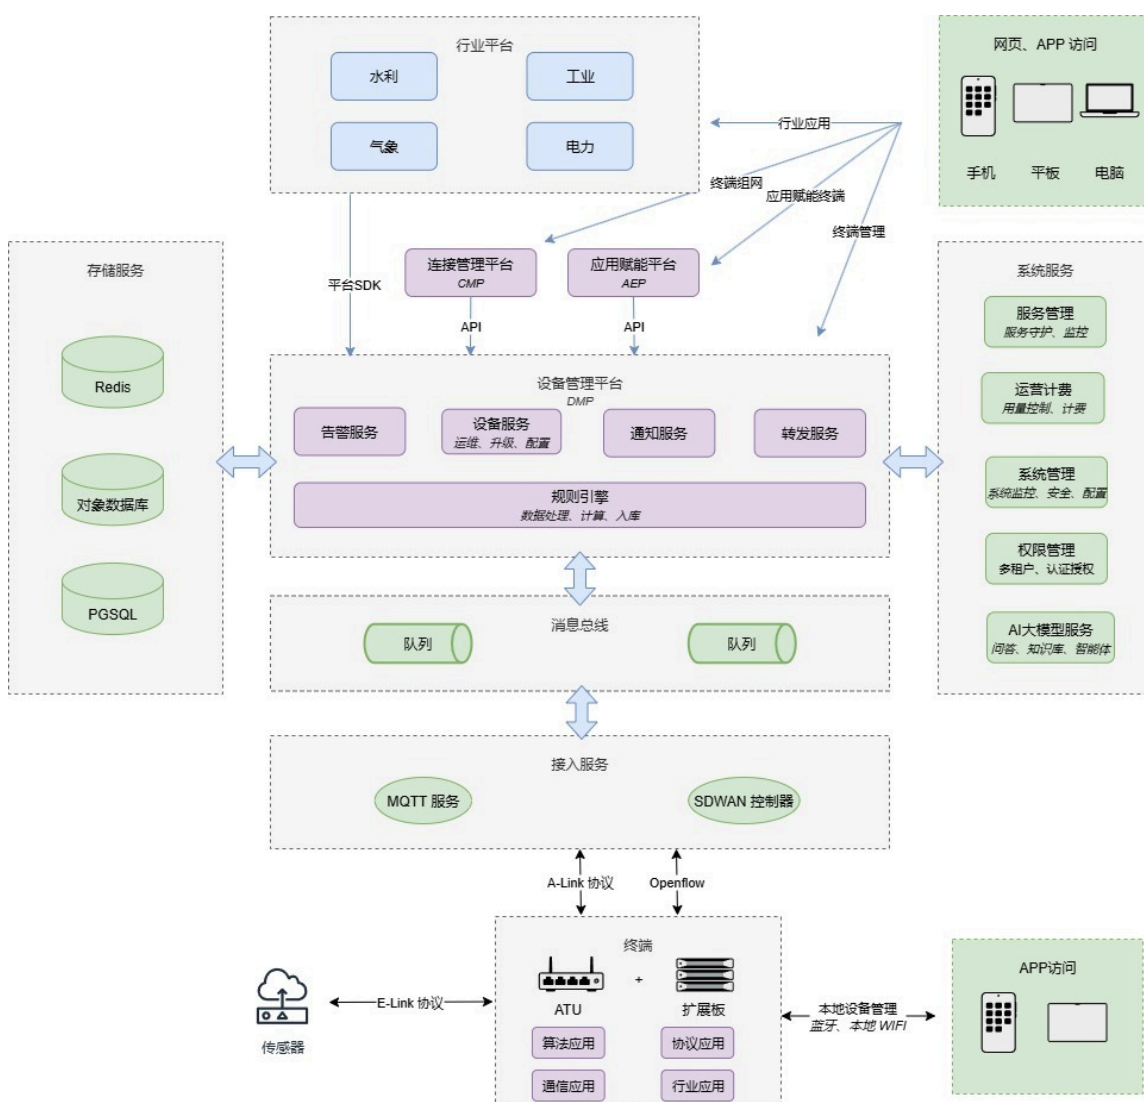 行业平台
水利
工业
气象
电力
网页、APP 访问
手机
平板
电脑
行业应用
终端组网
应用赋能终端
终端管理
存储服务
Redis
对象数据库
PGSQL
平台SDK
连接管理平台
CMP
应用赋能平台
AEP
API
API
设备管理平台
DMP
告警服务
设备服务
运维、升级、配置
通知服务
转发服务
规则引擎
数据处理、计算、入库
系统服务
服务管理
服务守护、监控
运营计费
用量控制、计费
系统管理
系统监控、安全、配置
权限管理
多租户、认证授权
AI大模型服务
问答、知识库、智能体
消息总线
队列
队列
接入服务
MQTT 服务
SDWAN 控制器
A-Link 协议
Openflow
终端
ATU
+
扩展板
算法应用
协议应用
通信应用
行业应用
传感器
E-Link 协议
本地设备管理
蓝牙、本地 WIFI
APP访问